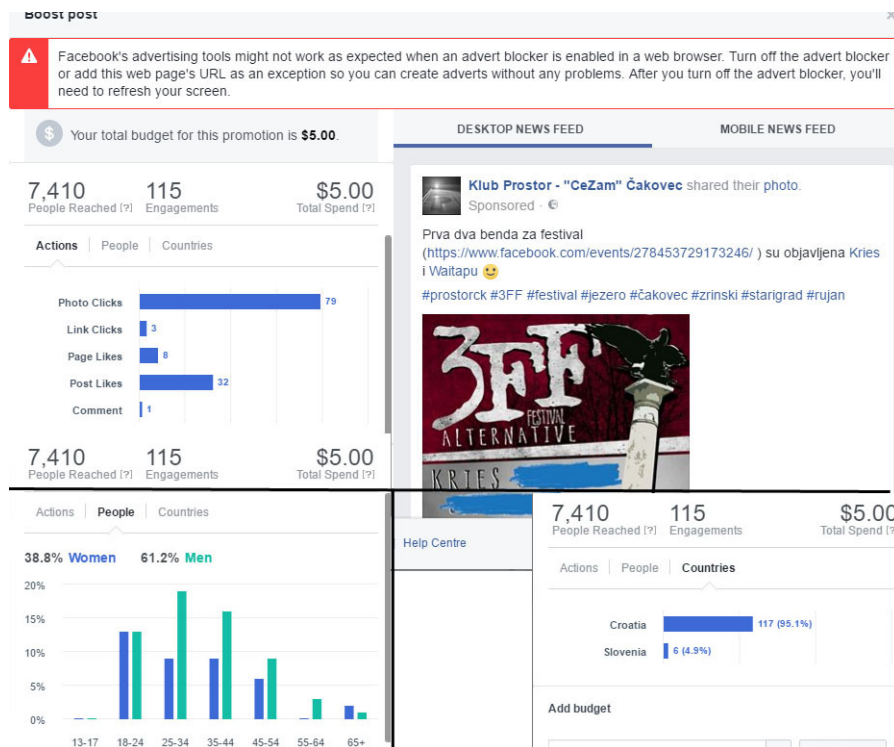 Boost post
Facebook's advertising tools might not work as expected when an advert blocker is enabled in a web browser. Turn off the advert blocker
or add this web page's URL as an exception so you can create adverts without any problems. After you turn off the advert blocker, you'll
need to refresh your screen.
$ Your total budget for this promotion is $5.00.
7,410 115 $5.00
People Reached [?] Engagements Total Spend [?]
Actions People Countries
Photo Clicks 79
Link Clicks 3
Page Likes 8
Post Likes 32
Comment 1
7,410 115 $5.00
People Reached [?] Engagements Total Spend [?]
DESKTOP NEWS FEED MOBILE NEWS FEED
Klub Prostor - "CeZam" Čakovec shared their photo.
Sponsored ·
Prva dva benda za festival
(https://www.facebook.com/events/278453729173246/ ) su objavljena Kries
i Waitapu
#prostorck #3FF #festival #jezero #čakovec #zrinski #starigrad #rujan
3FF
FESTIVAL
ALTERNATIVE
KRIES
Actions People Countries
38.8% Women 61.2% Men
20%
15%
10%
5%
0%
13-17 18-24 25-34 35-44 45-54 55-64 65+
Help Centre
7,410 115 $5.00
People Reached [?] Engagements Total Spend [?
Actions People Countries
Croatia 117 (95.1%)
Slovenia 6 (4.9%)
Add budget